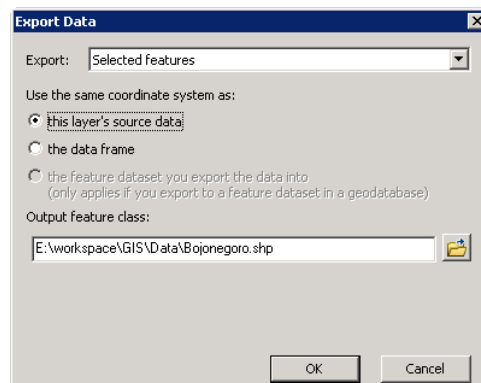 Export Data
Export: Selected features
Use the same coordinate system as:
this layer's source data
the data frame
the feature dataset you export the data into
(only applies if you export to a feature dataset in a geodatabase)
Output feature class:
E:\workspace\GIS\Data\Bojonegoro.shp
OK Cancel